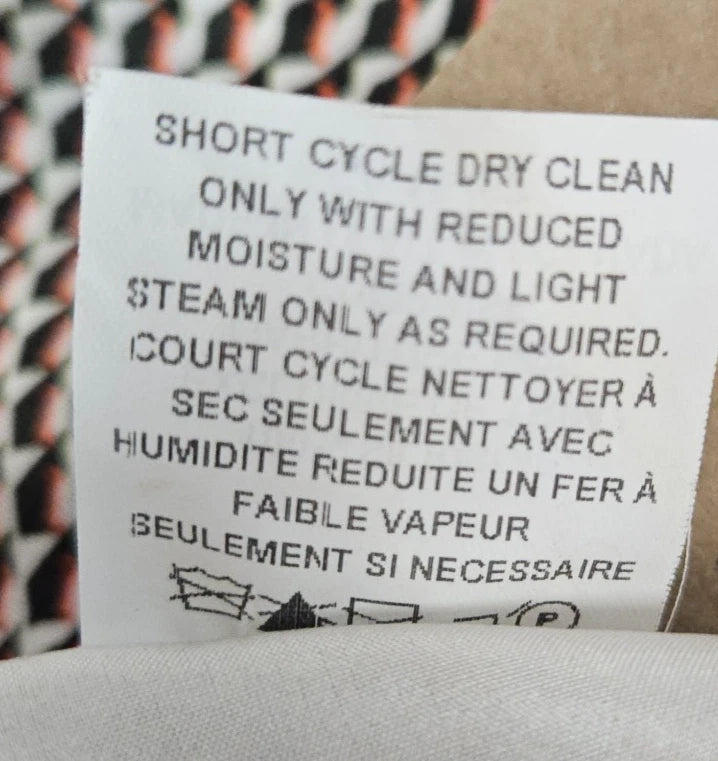 SHORT CYCLE DRY CLEAN
ONLY WITH REDUCED
MOISTURE AND LIGHT
STEAM ONLY AS REQUIRED.
COURT CYCLE NETTOYER À
SEC SEULEMENT AVEC
HUMIDITE REDUITE UN FER À
FAIBLE VAPEUR
SEULEMENT SI NECESSAIRE
P